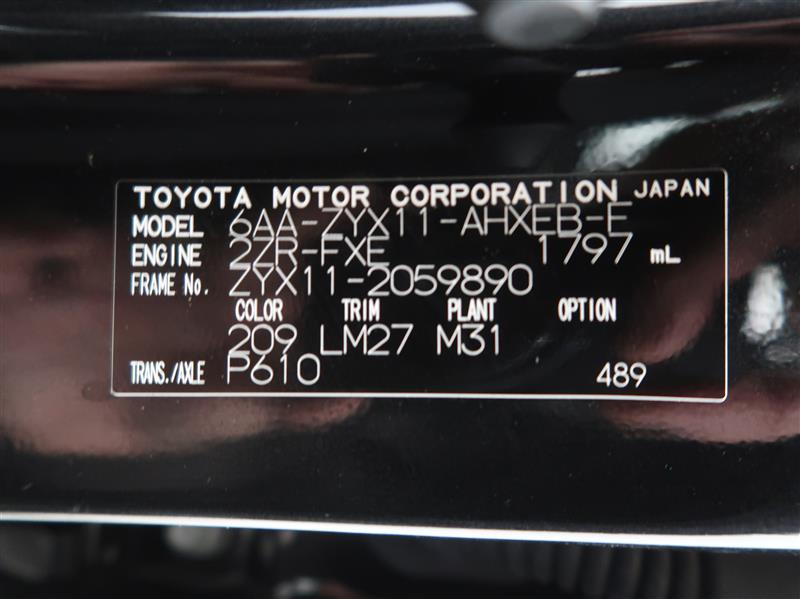 TOYOTA MOTOR CORPORATION JAPAN
MODEL 6AA-ZYX11-AHXEB-E
ENGINE 2ZR-FXE 1797 mL
FRAME No. ZYX11-2059890
COLOR TRIM PLANT OPTION
209 LM27 M31
TRANS./AXLE P610 489